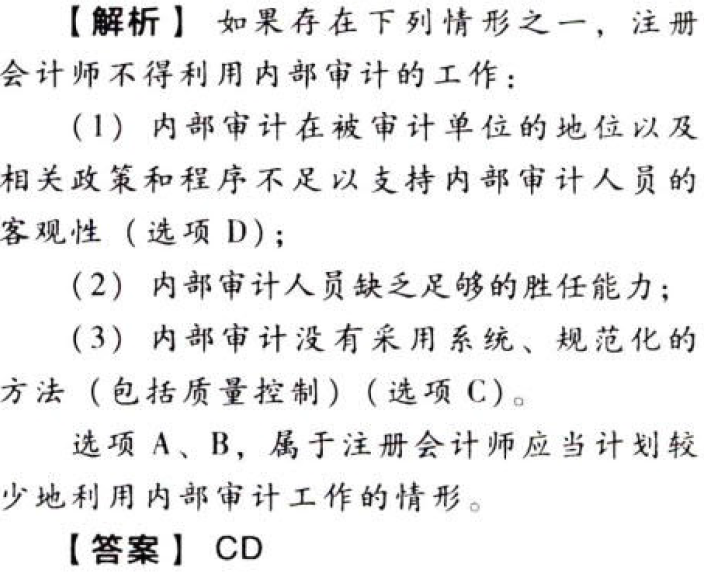 【解析】 如果存在下列情形之一，注册
会计师不得利用内部审计的工作：
（1） 内部审计在被审计单位的地位以及
相关政策和程序不足以支持内部审计人员的
客观性（选项 D）；
（2） 内部审计人员缺乏足够的胜任能力；
（3） 内部审计没有采用系统、规范化的
方法（包括质量控制）（选项 C）。
选项 A、B，属于注册会计师应当计划较
少地利用内部审计工作的情形。
【答案】 CD